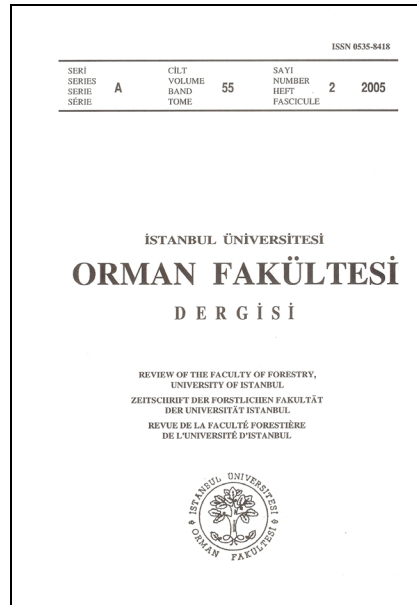 ISSN 0535-8418
SERİ CİLT SAYI
SERIES VOLUME NUMBER
SERIE A BAND 55 HEFT 2 2005
SÉRIE TOME FASCICULE
İSTANBUL ÜNİVERSİTESİ
ORMAN FAKÜLTESİ
DERGİSİ
REVIEW OF THE FACULTY OF FORESTRY,
UNIVERSITY OF ISTANBUL
ZEITSCHRIFT DER FORSTLICHEN FAKULTÄT
DER UNIVERSITÄT ISTANBUL
REVUE DE LA FACULTÉ FORESTIÈRE
DE L'UNIVERSITÉ D'ISTANBUL
İSTANBUL ÜNİVERSİTESİ
ORMAN FAKÜLTESİ